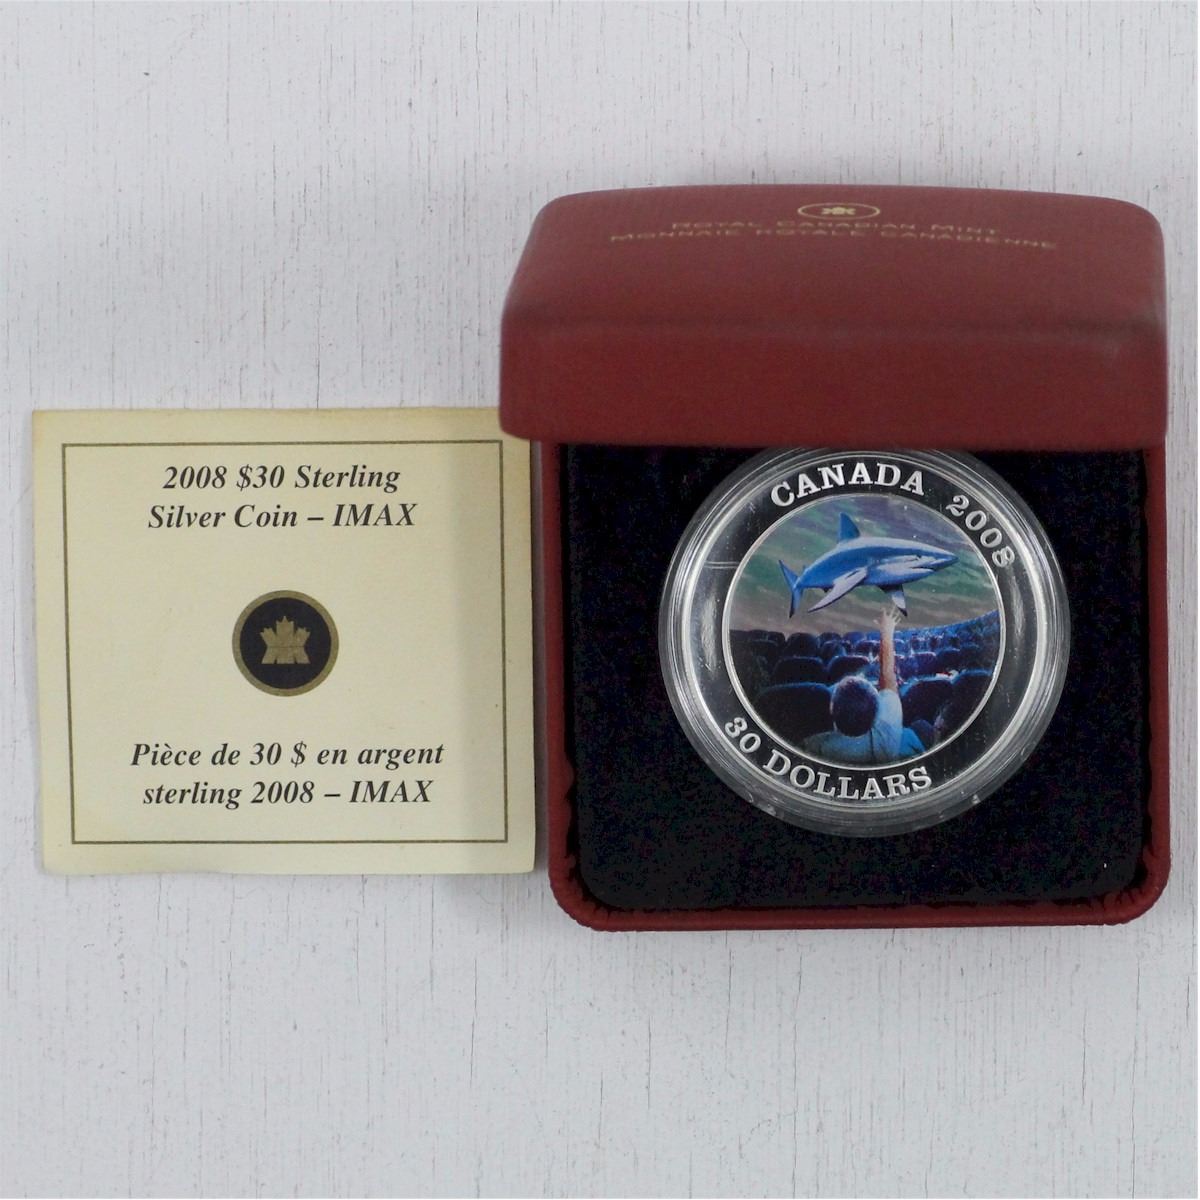 ROYAL CANADIAN MINT
MONNAIE ROYALE CANADIENNE
2008 $30 Sterling
Silver Coin – IMAX
Pièce de 30 $ en argent
sterling 2008 – IMAX
CANADA 2008
30 DOLLARS